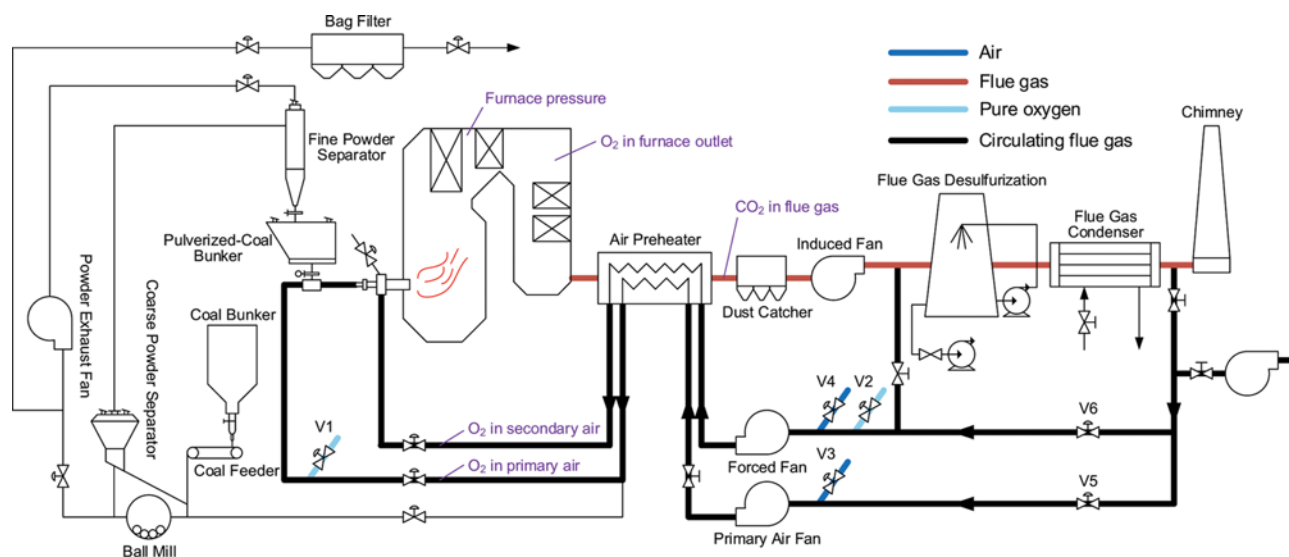 Bag Filter
Air
Flue gas
Pure oxygen
Circulating flue gas
Furnace pressure
O₂ in furnace outlet
Chimney
Fine Powder
Separator
Flue Gas Desulfurization
CO₂ in flue gas
Flue Gas
Condenser
Pulverized-Coal
Bunker
Air Preheater
Induced Fan
Dust Catcher
Powder Exhaust Fan
Coarse Powder Separator
Coal Bunker
V1
Coal Feeder
O₂ in secondary air
O₂ in primary air
V4
V2
V6
Forced Fan
V3
V5
Primary Air Fan
Ball Mill